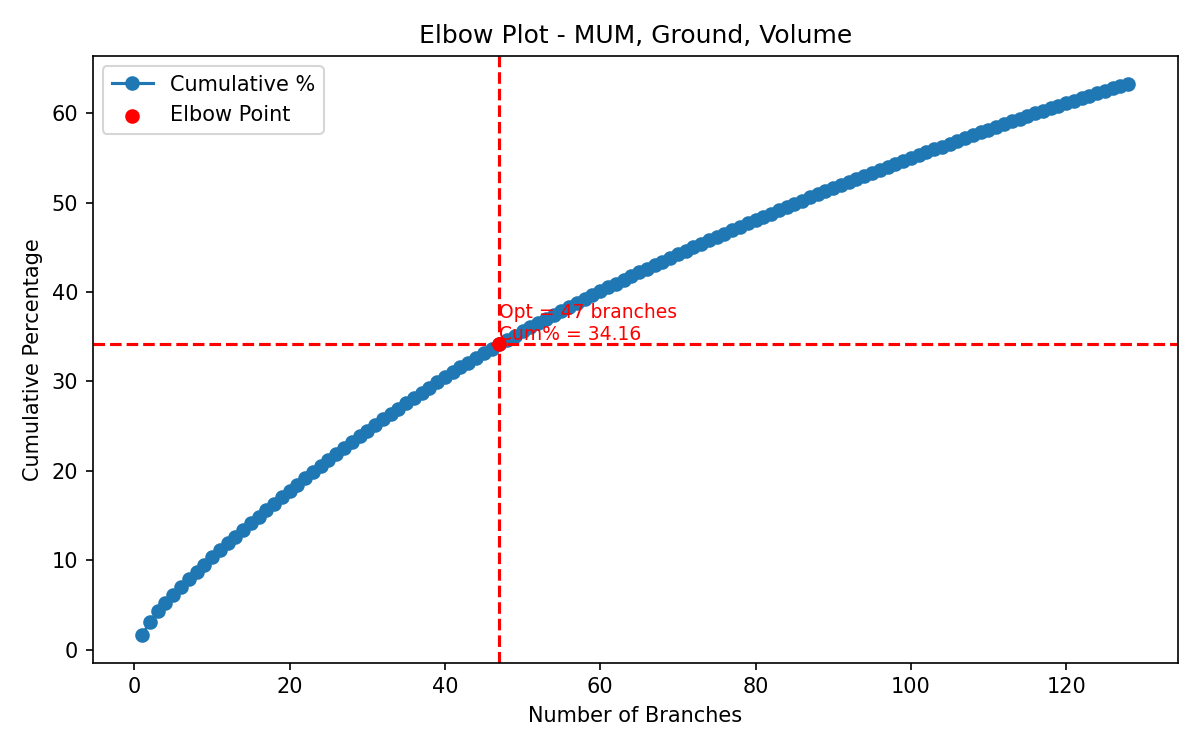 Elbow Plot - MUM, Ground, Volume
Cumulative %
Elbow Point
Opt = 47 branches
Cum% = 34.16
Cumulative Percentage
60
50
40
30
20
10
0
0 20 40 60 80 100 120
Number of Branches